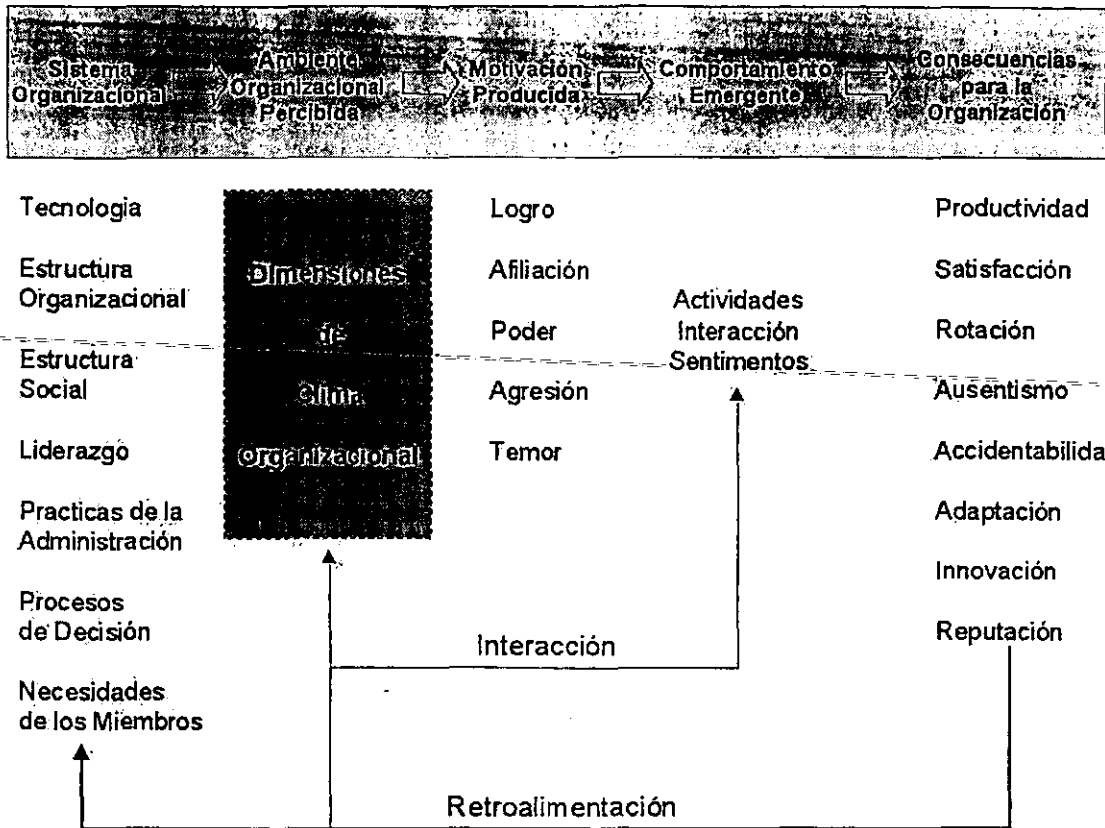 Sistema
Organizacional
Ambiente
Organizacional
Percibida
Motivación
Producida
Comportamiento
Emergente
Consecuencias
para la
Organización
Tecnologia
Estructura
Organizacional
Estructura
Social
Liderazgo
Practicas de la
Administración
Procesos
de Decisión
Necesidades
de los Miembros
Dimensiones
de
Clima
Organizacional
Logro
Afiliación
Poder
Agresión
Temor
Actividades
Interacción
Sentimentos
Productividad
Satisfacción
Rotación
Ausentismo
Accidentabilida
Adaptación
Innovación
Reputación
Interacción
Retroalimentación